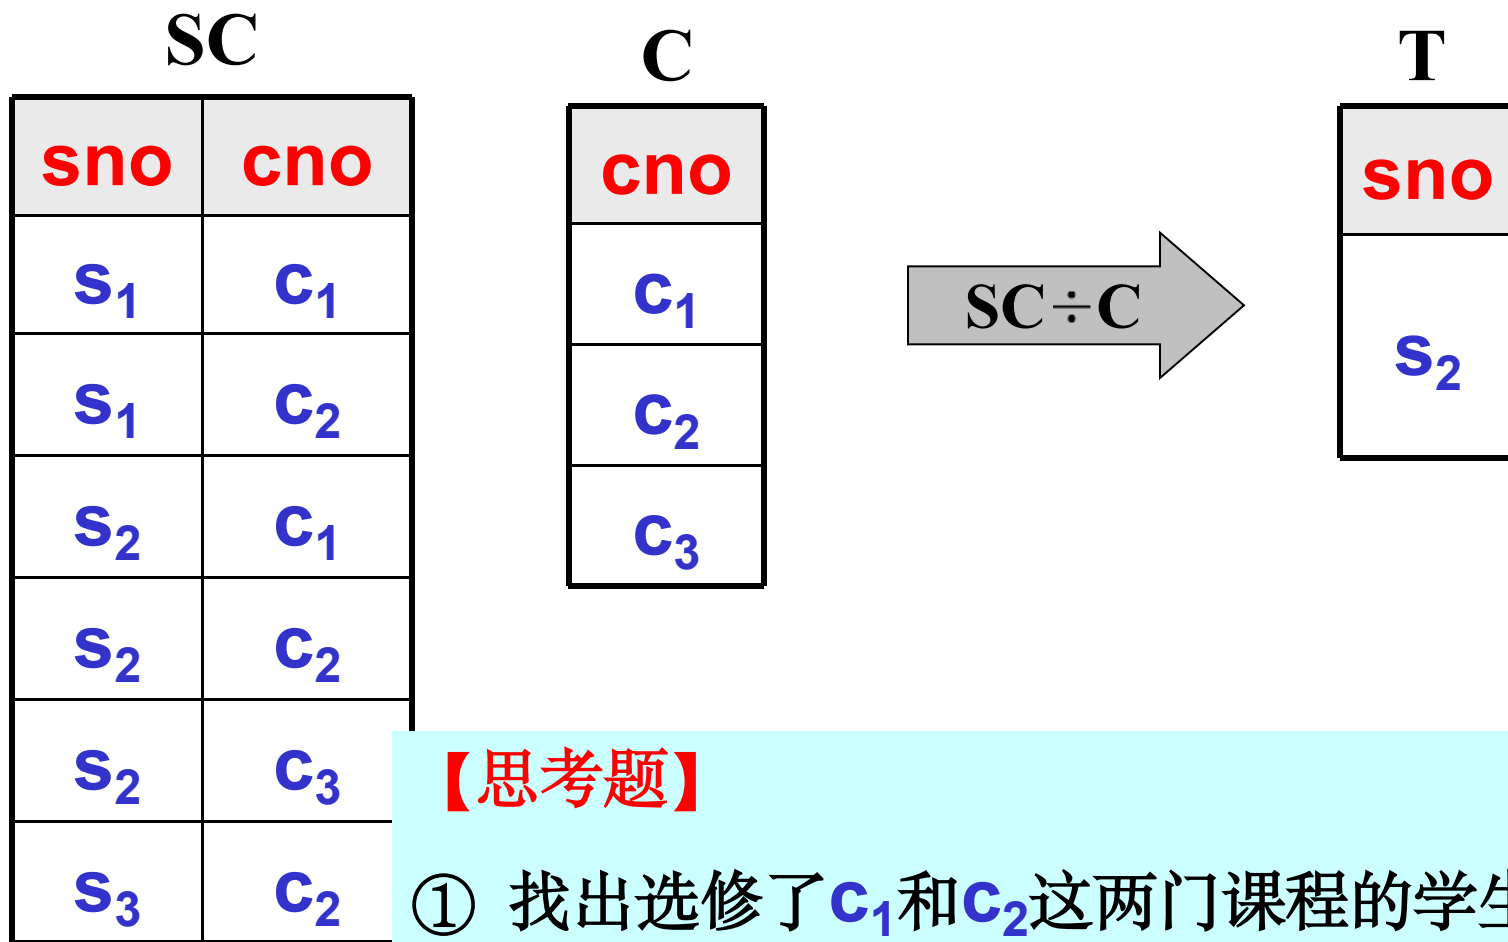 SC
sno cno
s₁ c₁
s₁ c₂
s₂ c₁
s₂ c₂
s₂ c₃
s₃ c₂
C
cno
c₁
c₂
c₃
SC÷C
T
sno
s₂
【思考题】
① 找出选修了c₁和c₂这两门课程的学生